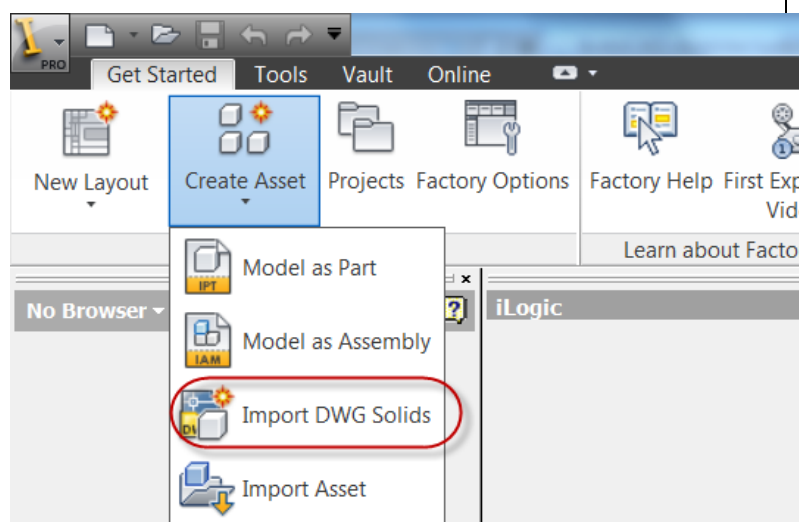 PRO
Get Started Tools Vault Online
New Layout Create Asset Projects Factory Options Factory Help First Exp
Vid
Learn about Facto
IPT Model as Part
No Browser iLogic
IAM Model as Assembly
Import DWG Solids
Import Asset